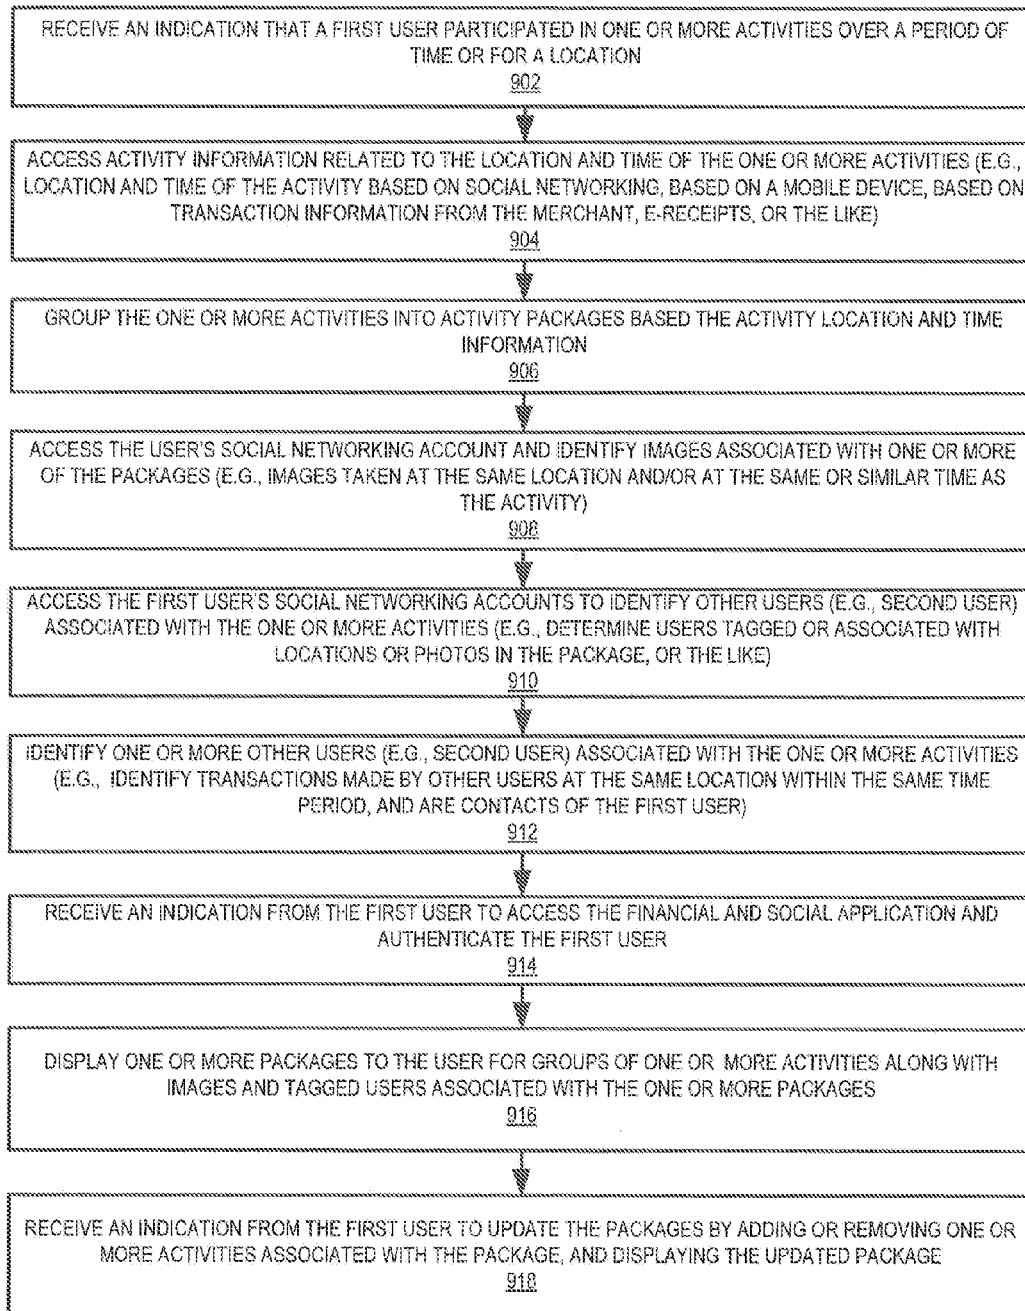 RECEIVE AN INDICATION THAT A FIRST USER PARTICIPATED IN ONE OR MORE ACTIVITIES OVER A PERIOD OF
TIME OR FOR A LOCATION
902
ACCESS ACTIVITY INFORMATION RELATED TO THE LOCATION AND TIME OF THE ONE OR MORE ACTIVITIES (E.G.,
LOCATION AND TIME OF THE ACTIVITY BASED ON SOCIAL NETWORKING, BASED ON A MOBILE DEVICE, BASED ON
TRANSACTION INFORMATION FROM THE MERCHANT, E-RECEIPTS, OR THE LIKE)
904
GROUP THE ONE OR MORE ACTIVITIES INTO ACTIVITY PACKAGES BASED THE ACTIVITY LOCATION AND TIME
INFORMATION
906
ACCESS THE USER'S SOCIAL NETWORKING ACCOUNT AND IDENTIFY IMAGES ASSOCIATED WITH ONE OR MORE
OF THE PACKAGES (E.G., IMAGES TAKEN AT THE SAME LOCATION AND/OR AT THE SAME OR SIMILAR TIME AS
THE ACTIVITY)
908
ACCESS THE FIRST USER'S SOCIAL NETWORKING ACCOUNTS TO IDENTIFY OTHER USERS (E.G., SECOND USER)
ASSOCIATED WITH THE ONE OR MORE ACTIVITIES (E.G., DETERMINE USERS TAGGED OR ASSOCIATED WITH
LOCATIONS OR PHOTOS IN THE PACKAGE, OR THE LIKE)
910
IDENTIFY ONE OR MORE OTHER USERS (E.G., SECOND USER) ASSOCIATED WITH THE ONE OR MORE ACTIVITIES
(E.G., IDENTIFY TRANSACTIONS MADE BY OTHER USERS AT THE SAME LOCATION WITHIN THE SAME TIME
PERIOD, AND ARE CONTACTS OF THE FIRST USER)
912
RECEIVE AN INDICATION FROM THE FIRST USER TO ACCESS THE FINANCIAL AND SOCIAL APPLICATION AND
AUTHENTICATE THE FIRST USER
914
DISPLAY ONE OR MORE PACKAGES TO THE USER FOR GROUPS OF ONE OR MORE ACTIVITIES ALONG WITH
IMAGES AND TAGGED USERS ASSOCIATED WITH THE ONE OR MORE PACKAGES
916
RECEIVE AN INDICATION FROM THE FIRST USER TO UPDATE THE PACKAGES BY ADDING OR REMOVING ONE OR
MORE ACTIVITIES ASSOCIATED WITH THE PACKAGE, AND DISPLAYING THE UPDATED PACKAGE
918